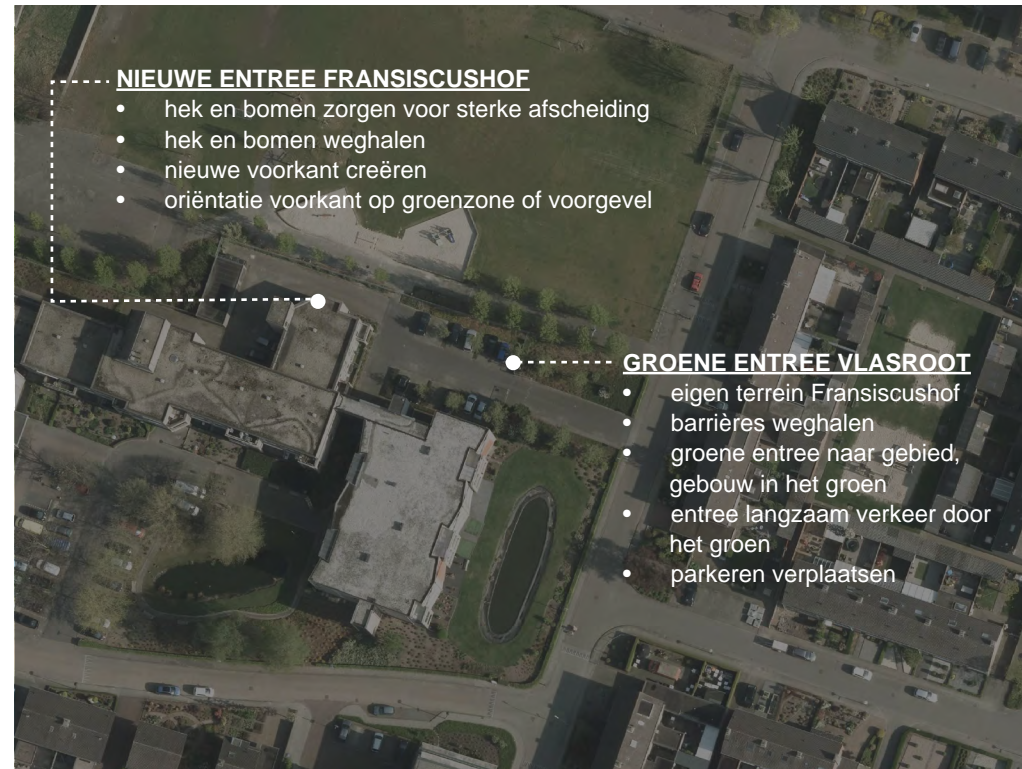 NIEUWE ENTREE FRANSISCUSHOF
• hek en bomen zorgen voor sterke afscheiding
• hek en bomen weghalen
• nieuwe voorkant creëren
• oriëntatie voorkant op groenzone of voorgevel
GROENE ENTREE VLASROOT
• eigen terrein Fransiscushof
• barrières weghalen
• groene entree naar gebied,
gebouw in het groen
• entree langzaam verkeer door
het groen
• parkeren verplaatsen